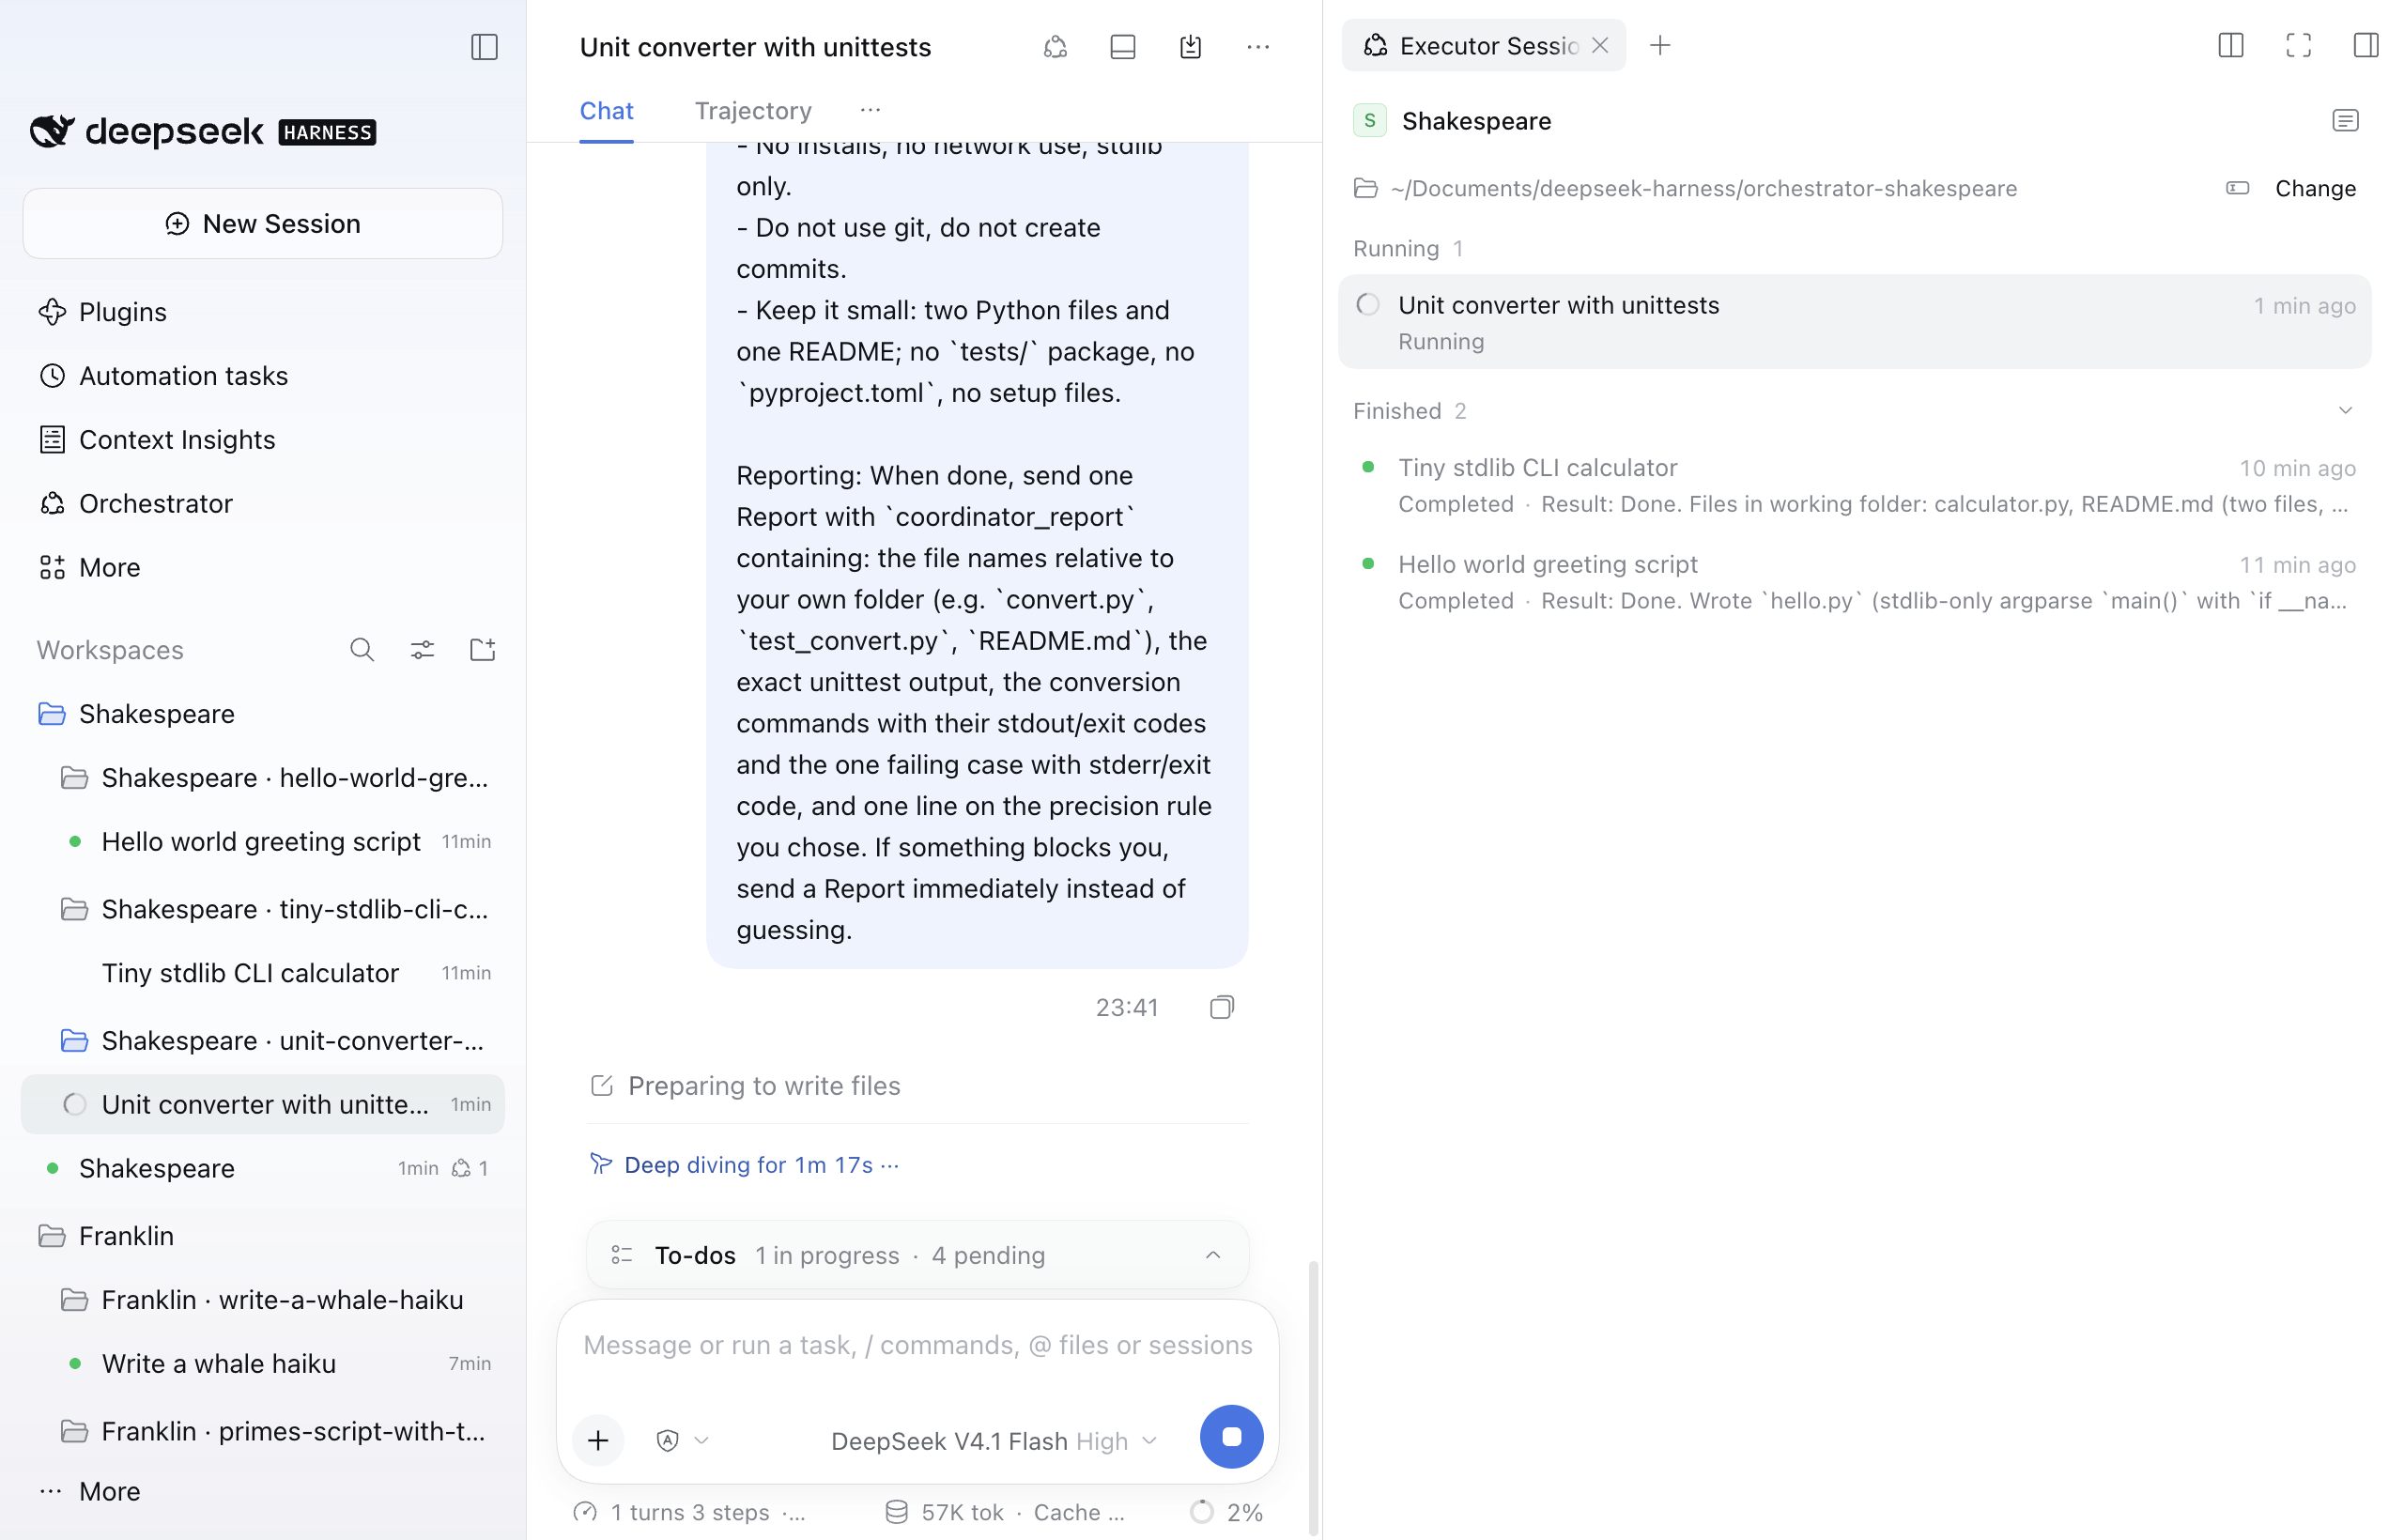 deepseek HARNESS
New Session
Plugins
Automation tasks
Context Insights
Orchestrator
More
Workspaces
Shakespeare
Shakespeare · hello-world-gre...
Hello world greeting script 11min
Shakespeare · tiny-stdlib-cli-c...
Tiny stdlib CLI calculator 11min
Shakespeare · unit-converter-...
Unit converter with unitte... 1min
Shakespeare 1min 1
Franklin
Franklin · write-a-whale-haiku
Write a whale haiku 7min
Franklin · primes-script-with-t...
More
Unit converter with unittests
Chat Trajectory
- No installs, no network use, stdlib
only.
- Do not use git, do not create
commits.
- Keep it small: two Python files and
one README; no `tests/` package, no
`pyproject.toml`, no setup files.
Reporting: When done, send one
Report with `coordinator_report`
containing: the file names relative to
your own folder (e.g. `convert.py`,
`test_convert.py`, `README.md`), the
exact unittest output, the conversion
commands with their stdout/exit codes
and the one failing case with stderr/exit
code, and one line on the precision rule
you chose. If something blocks you,
send a Report immediately instead of
guessing.
23:41
Preparing to write files
Deep diving for 1m 17s ...
To-dos 1 in progress · 4 pending
Message or run a task, / commands, @ files or sessions
DeepSeek V4.1 Flash High
1 turns 3 steps ·...
57K tok · Cache ...
2%
Executor Sessio
S Shakespeare
~/Documents/deepseek-harness/orchestrator-shakespeare Change
Running 1
Unit converter with unittests 1 min ago
Running
Finished 2
Tiny stdlib CLI calculator 10 min ago
Completed · Result: Done. Files in working folder: calculator.py, README.md (two files, ...
Hello world greeting script 11 min ago
Completed · Result: Done. Wrote `hello.py` (stdlib-only argparse `main()` with `if __na...